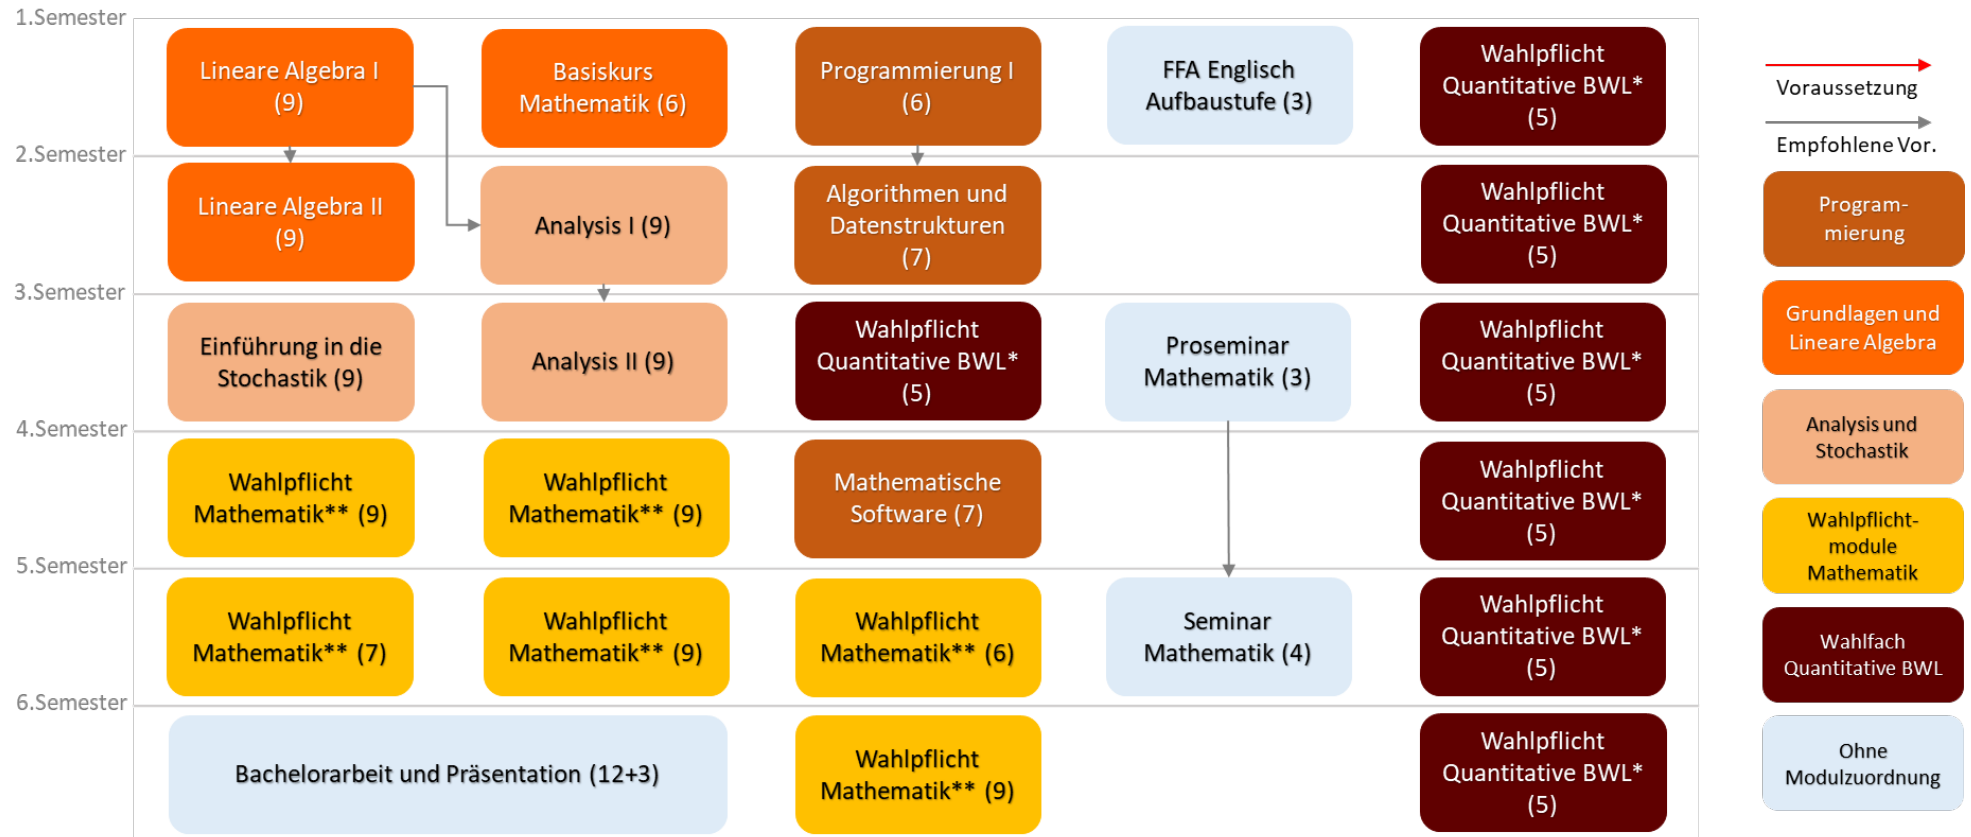 1.Semester
Lineare Algebra I
(9)
Basiskurs
Mathematik (6)
Programmierung I
(6)
FFA Englisch
Aufbaustufe (3)
Wahlpflicht
Quantitative BWL*
(5)
2.Semester
Lineare Algebra II
(9)
Analysis I (9)
Algorithmen und
Datenstrukturen
(7)
Wahlpflicht
Quantitative BWL*
(5)
3.Semester
Einführung in die
Stochastik (9)
Analysis II (9)
Wahlpflicht
Quantitative BWL*
(5)
Proseminar
Mathematik (3)
Wahlpflicht
Quantitative BWL*
(5)
4.Semester
Wahlpflicht
Mathematik** (9)
Wahlpflicht
Mathematik** (9)
Mathematische
Software (7)
Wahlpflicht
Quantitative BWL*
(5)
5.Semester
Wahlpflicht
Mathematik** (7)
Wahlpflicht
Mathematik** (9)
Wahlpflicht
Mathematik** (6)
Seminar
Mathematik (4)
Wahlpflicht
Quantitative BWL*
(5)
6.Semester
Bachelorarbeit und Präsentation (12+3)
Wahlpflicht
Mathematik** (9)
Wahlpflicht
Quantitative BWL*
(5)
Voraussetzung
Empfohlene Vor.
Program-
mierung
Grundlagen und
Lineare Algebra
Analysis und
Stochastik
Wahlpflicht-
module
Mathematik
Wahlfach
Quantitative BWL
Ohne
Modulzuordnung